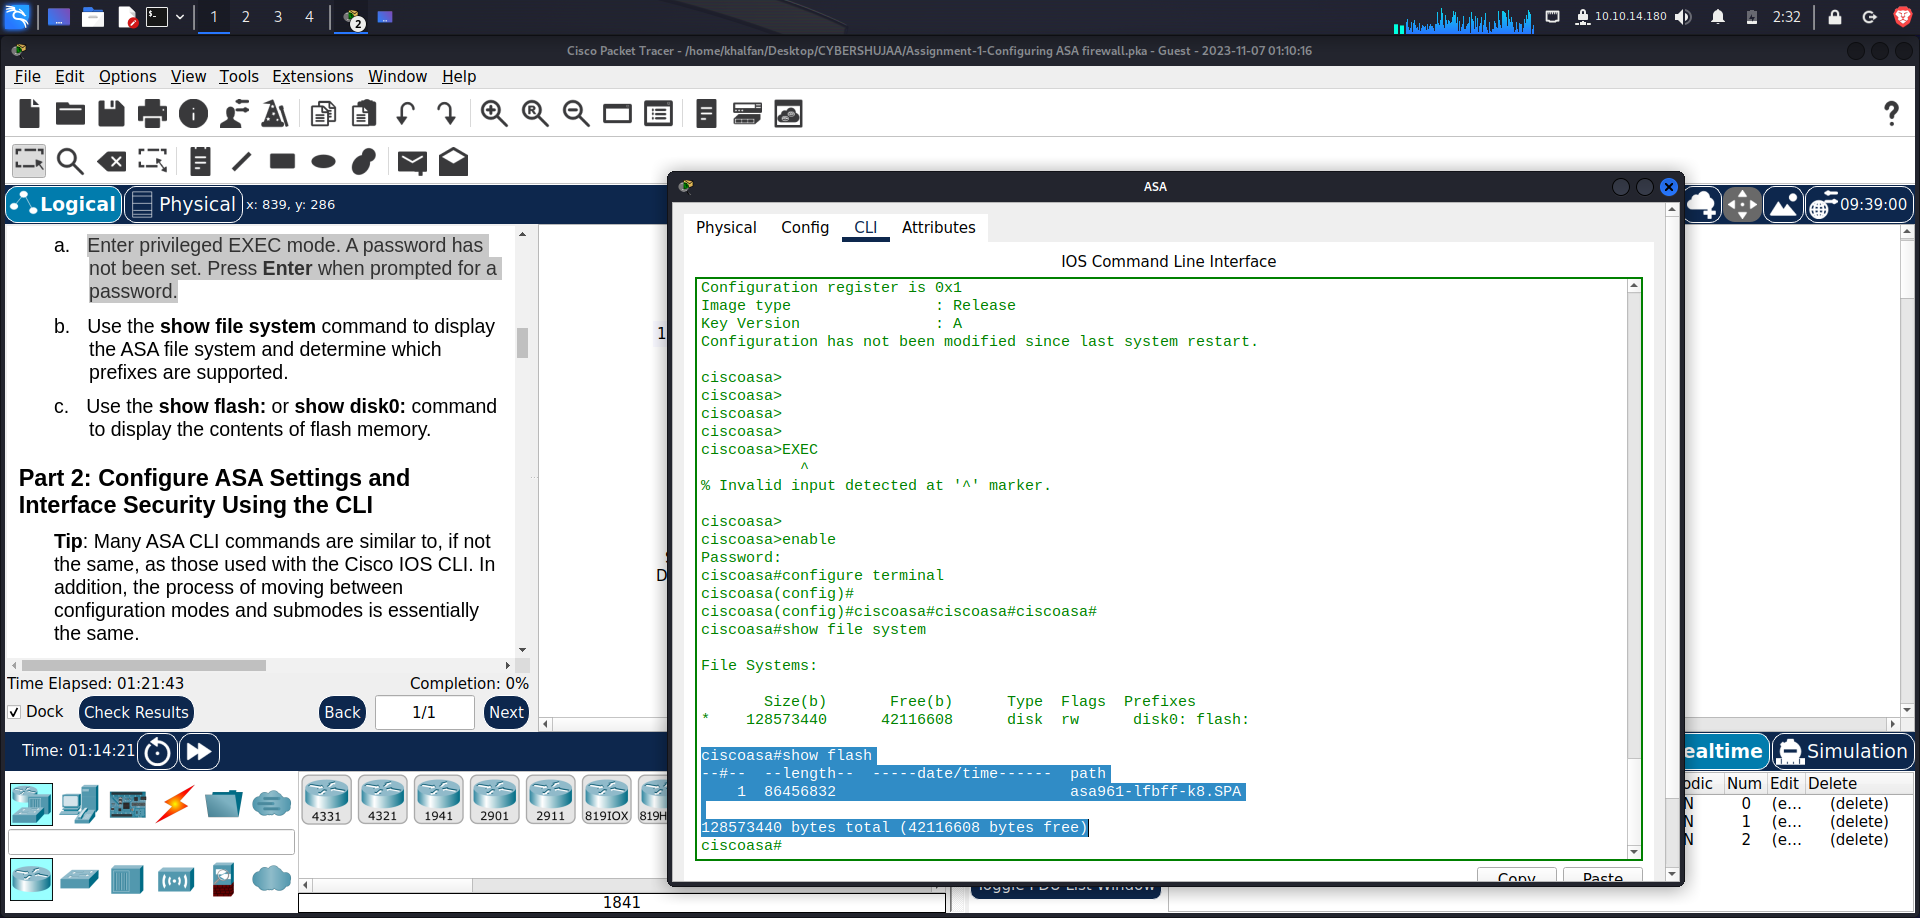 1
2
3
4
2
10.10.14.180
2:32
Cisco Packet Tracer - /home/khalfan/Desktop/CYBERSHUJAA/Assignment-1-Configuring ASA firewall.pka - Guest - 2023-11-07 01:10:16
File Edit Options View Tools Extensions Window Help
?
Logical
Physical
x: 839, y: 286
09:39:00
a. Enter privileged EXEC mode. A password has
not been set. Press Enter when prompted for a
password.
b. Use the show file system command to display
the ASA file system and determine which
prefixes are supported.
c. Use the show flash: or show disk0: command
to display the contents of flash memory.
Part 2: Configure ASA Settings and
Interface Security Using the CLI
Tip: Many ASA CLI commands are similar to, if not
the same, as those used with the Cisco IOS CLI. In
addition, the process of moving between
configuration modes and submodes is essentially
the same.
Time Elapsed: 01:21:43
Completion: 0%
Dock
Check Results
Back
1/1
Next
Time: 01:14:21
4331
4321
1941
2901
2911
819IOX
819H
1841
1
D
ASA
Physical Config CLI Attributes
IOS Command Line Interface
Configuration register is 0x1
Image type : Release
Key Version : A
Configuration has not been modified since last system restart.
ciscoasa>
ciscoasa>
ciscoasa>
ciscoasa>
ciscoasa>EXEC
^
% Invalid input detected at '^' marker.
ciscoasa>
ciscoasa>enable
Password:
ciscoasa#configure terminal
ciscoasa(config)#
ciscoasa(config)#ciscoasa#ciscoasa#ciscoasa#
ciscoasa#show file system
File Systems:
Size(b) Free(b) Type Flags Prefixes
* 128573440 42116608 disk rw disk0: flash:
ciscoasa#show flash
--#-- --length-- -----date/time------ path
1 86456832 asa961-lfbff-k8.SPA
128573440 bytes total (42116608 bytes free)
ciscoasa#
Copy
Paste
Toggle PDU List Window
ealtime
Simulation
odic Num Edit Delete
N 0 (e... (delete)
N 1 (e... (delete)
N 2 (e... (delete)